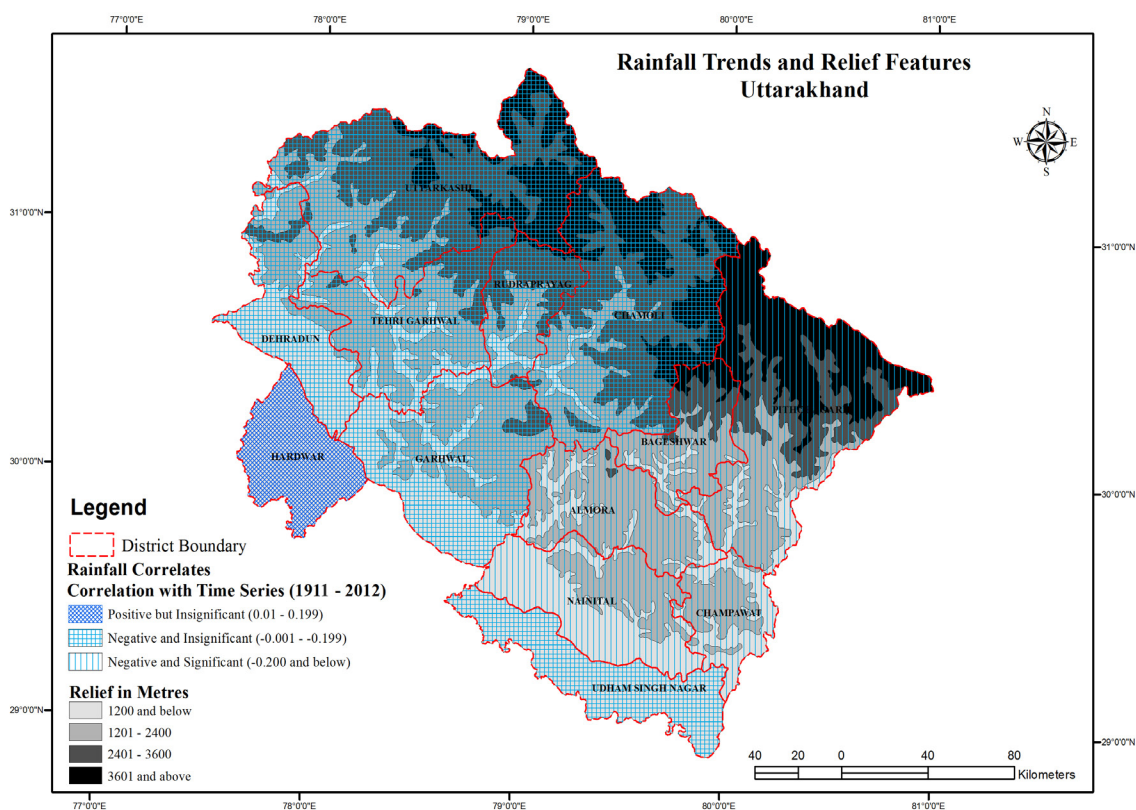 77°0'0"E 78°0'0"E 79°0'0"E 80°0'0"E 81°0'0"E
Rainfall Trends and Relief Features
Uttarakhand
N
W E
S
UTTARKASHI
31°0'0"N 31°0'0"N
RUDRAPRAYAG
TEHRI GARHWAL CHAMOLI
DEHRADUN
BAGESHWAR
HARDWAR GARHWAL
30°0'0"N 30°0'0"N
ALMORA
NAINITAL CHAMPAWAT
UDHAM SINGH NAGAR
29°0'0"N 29°0'0"N
Legend
District Boundary
Rainfall Correlates
Correlation with Time Series (1911 - 2012)
Positive but Insignificant (0.01 - 0.199)
Negative and Insignificant (-0.001 - -0.199)
Negative and Significant (-0.200 and below)
Relief in Metres
1200 and below
1201 - 2400
2401 - 3600
3601 and above
40 20 0 40 80
Kilometers
77°0'0"E 78°0'0"E 79°0'0"E 80°0'0"E 81°0'0"E